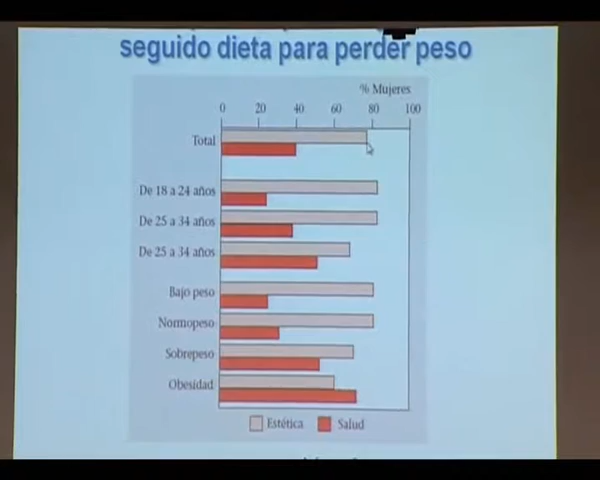 seguido dieta para perder peso
% Mujeres
0 20 40 60 80 100
Total
De 18 a 24 años
De 25 a 34 años
De 25 a 34 años
Bajo peso
Normopeso
Sobrepeso
Obesidad
Estética Salud